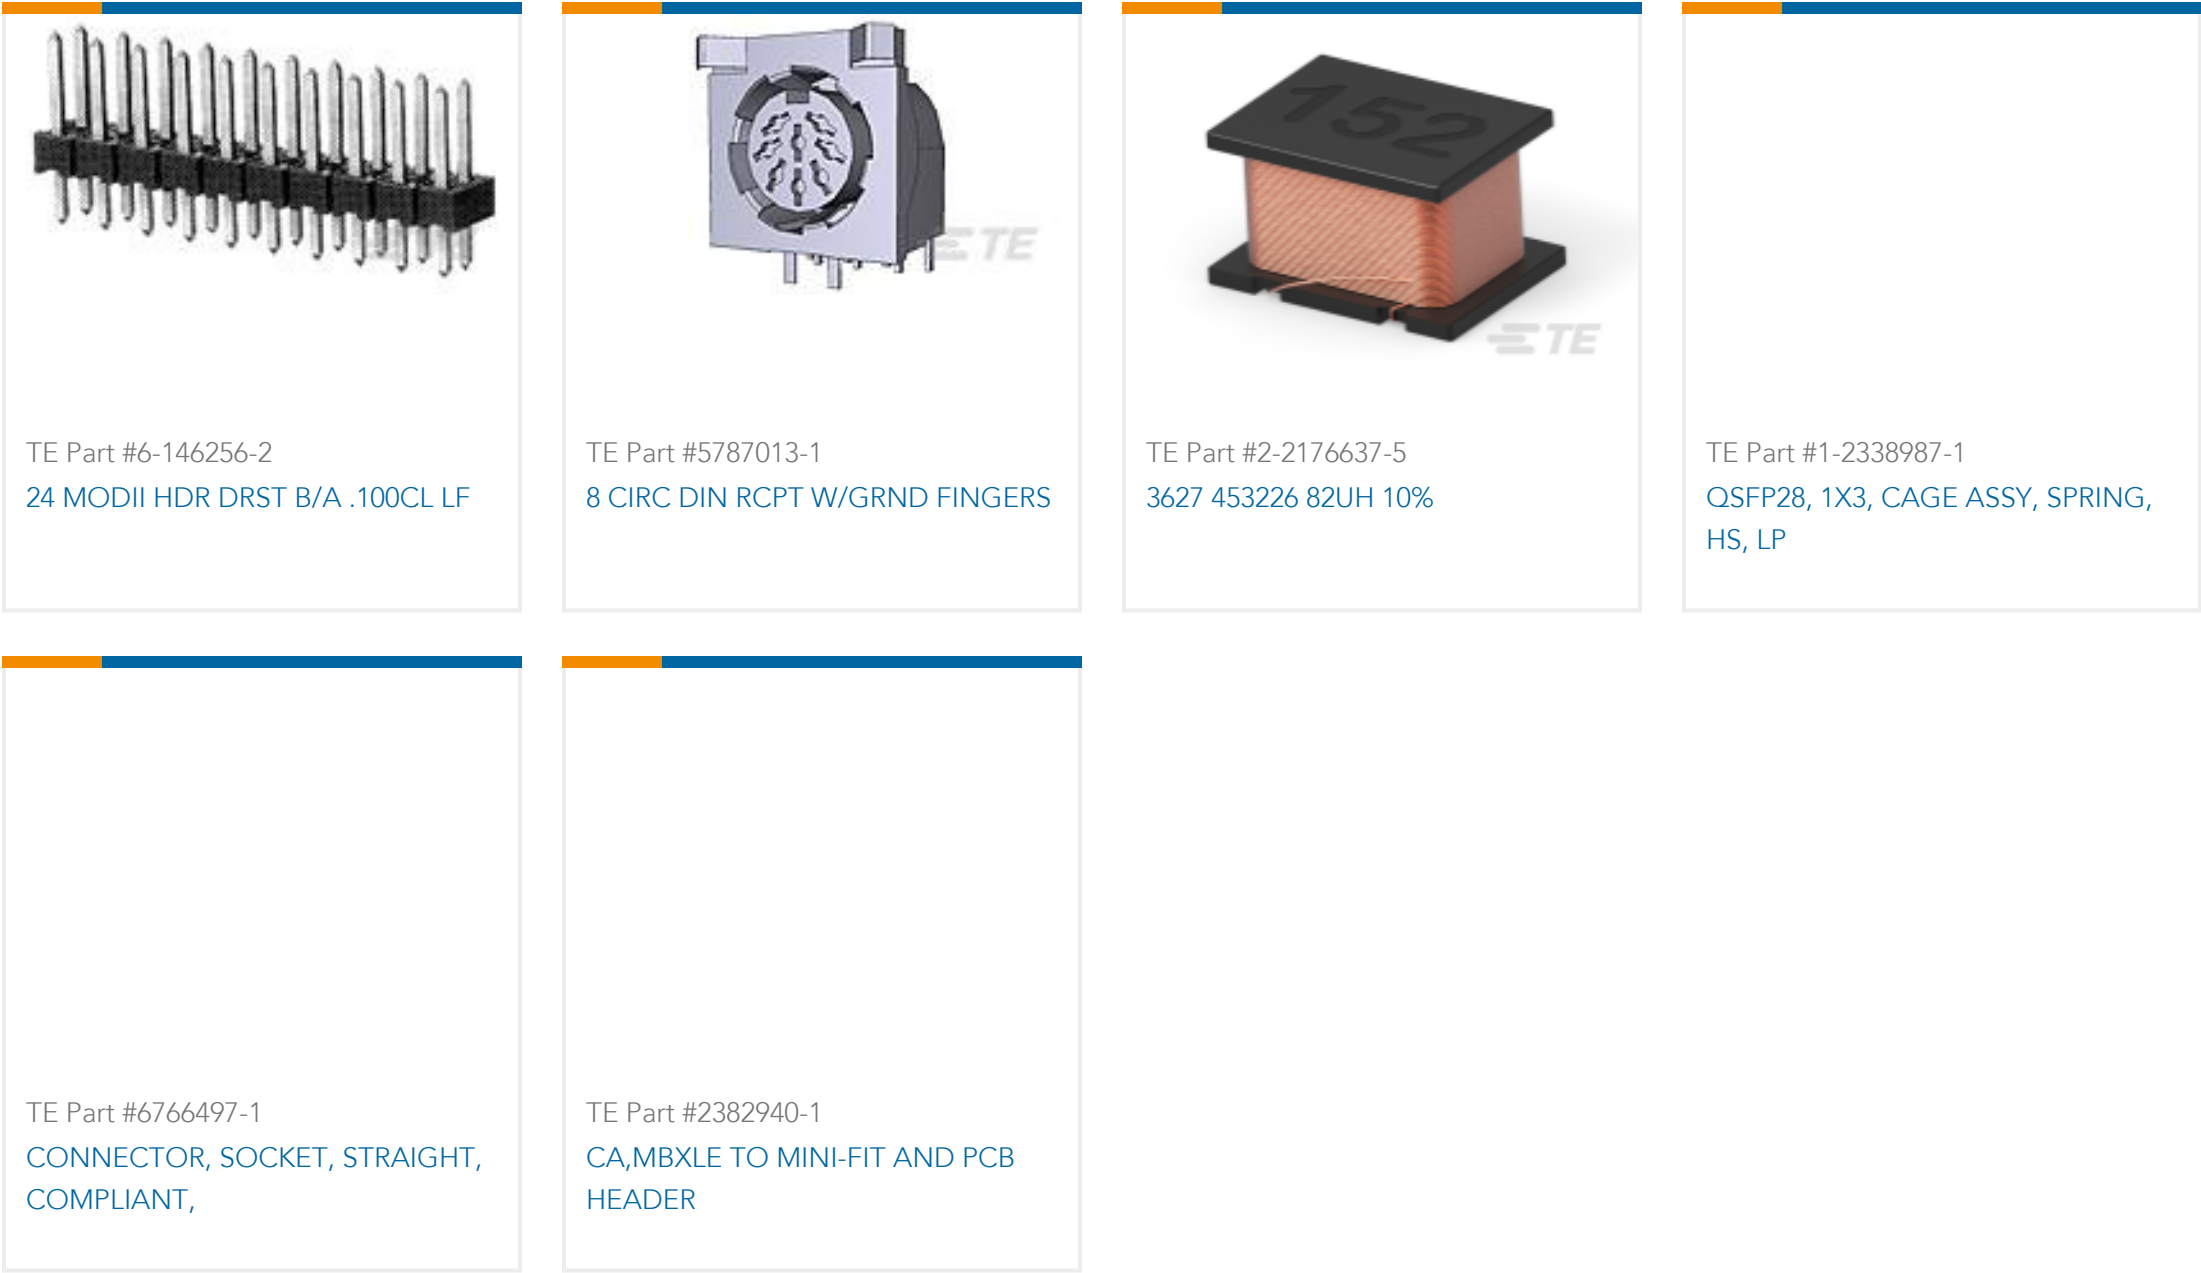 TE
152
TE
TE Part #6-146256-2
24 MODII HDR DRST B/A .100CL LF
TE Part #5787013-1
8 CIRC DIN RCPT W/GRND FINGERS
TE Part #2-2176637-5
3627 453226 82UH 10%
TE Part #1-2338987-1
QSFP28, 1X3, CAGE ASSY, SPRING,
HS, LP
TE Part #6766497-1
CONNECTOR, SOCKET, STRAIGHT,
COMPLIANT,
TE Part #2382940-1
CA,MBXLE TO MINI-FIT AND PCB
HEADER